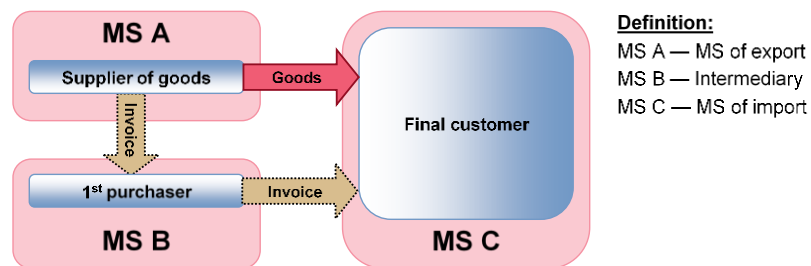 MS A
Supplier of goods
Goods
Invoice
1st purchaser
Invoice
MS B
Final customer
MS C
Definition:
MS A — MS of export
MS B — Intermediary
MS C — MS of import